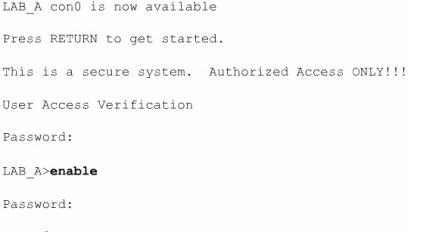 LAB_A con0 is now available
Press RETURN to get started.
This is a secure system.  Authorized Access ONLY!!!
User Access Verification
Password:
LAB_A>enable
Password: